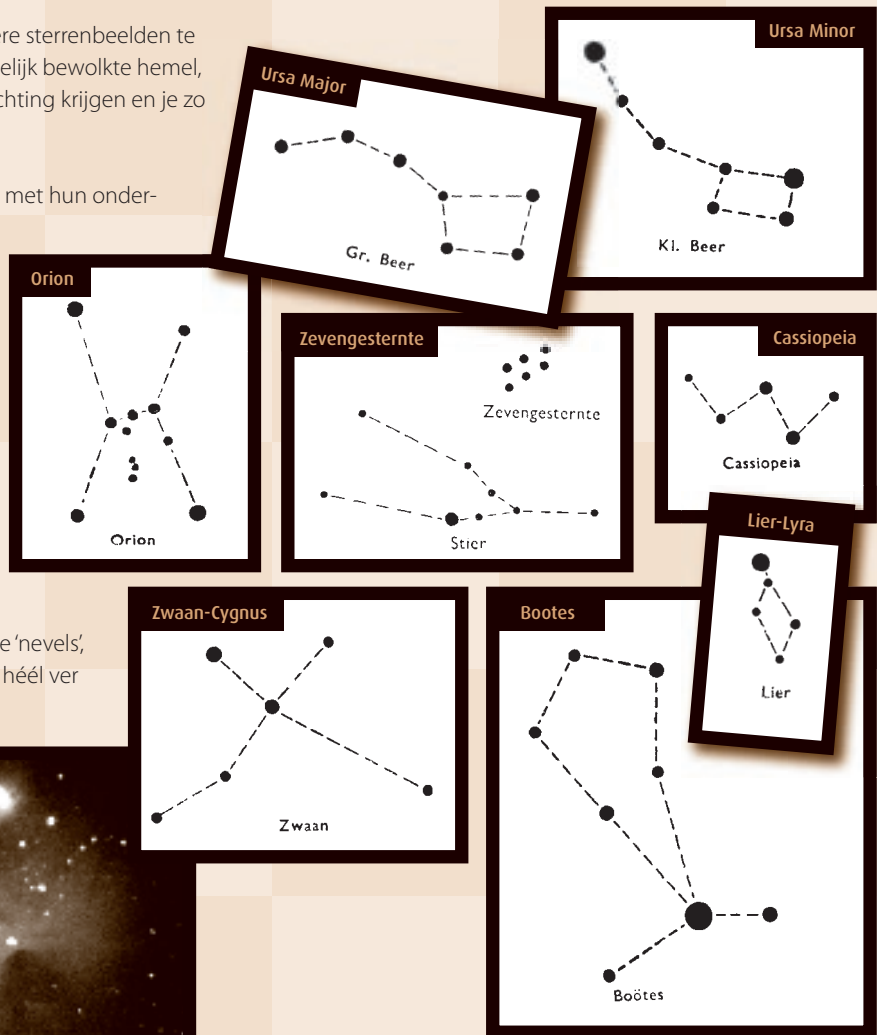 ere sterrenbeelden te
elijk bewolkte hemel,
chting krijgen en je zo
met hun onder-
Ursa Major
Gr. Beer
Ursa Minor
Kl. Beer
Orion
Orion
Zevengesternte
Zevengesternte
Stier
Cassiopeia
Cassiopeia
Lier-Lyra
Lier
e ‘nevels’,
héél ver
Zwaan-Cygnus
Zwaan
Bootes
Boötes